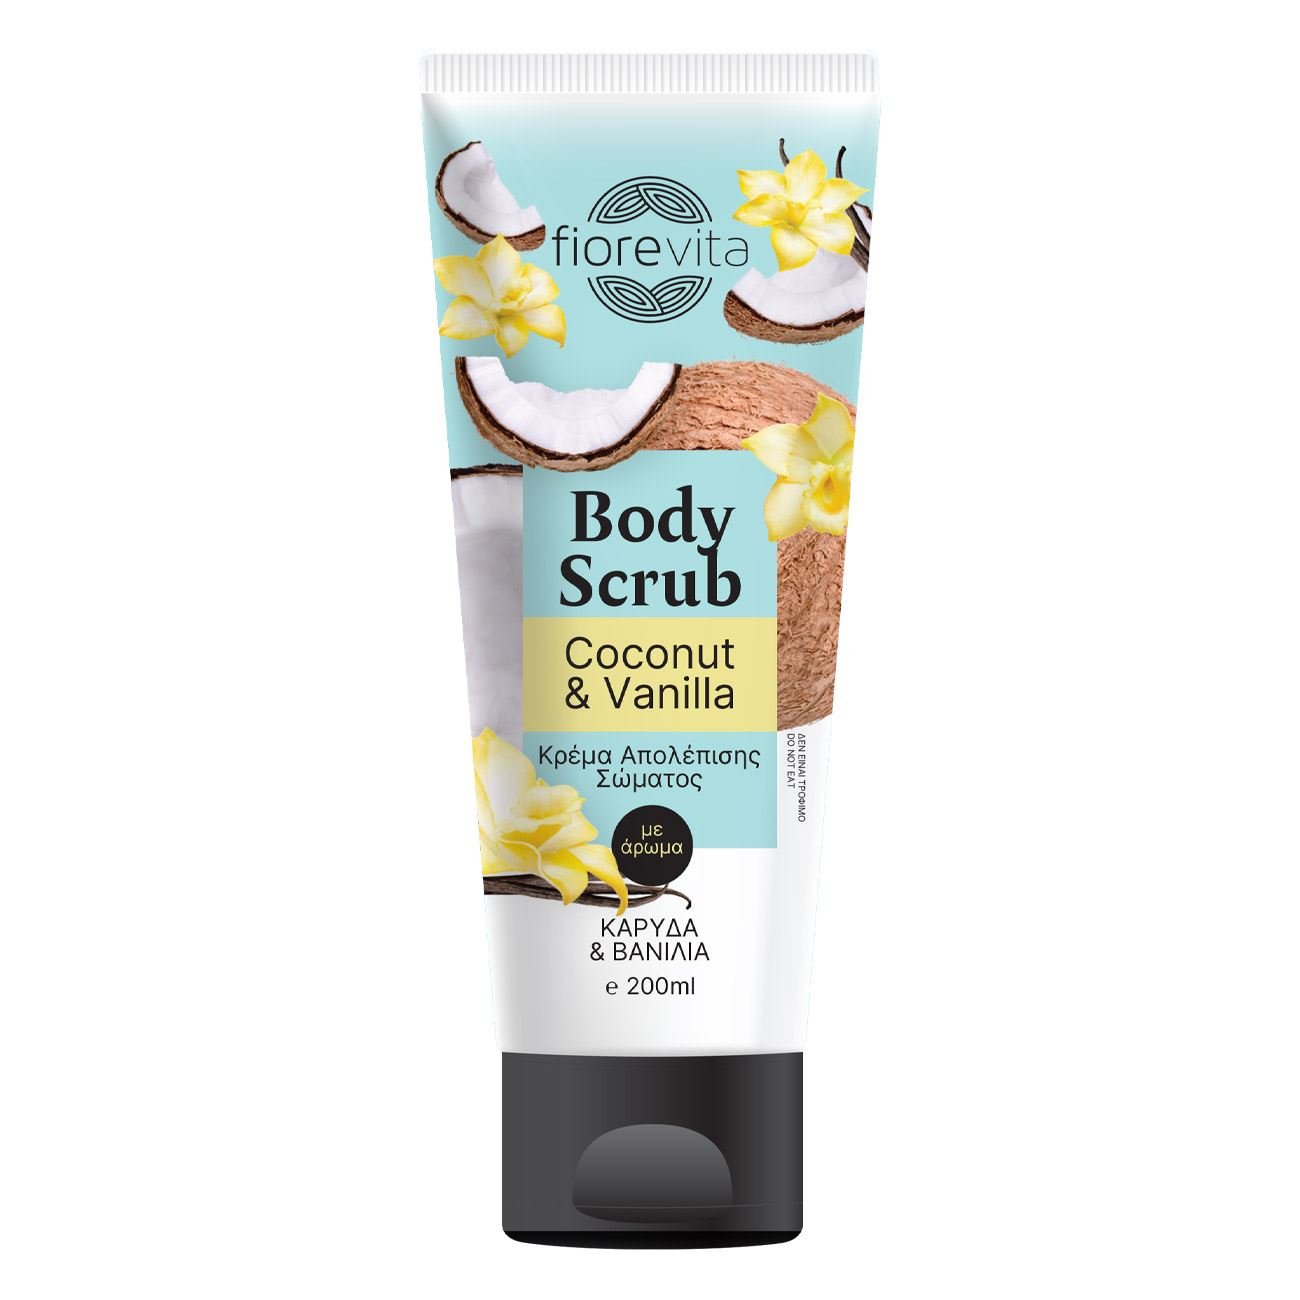 fiorevita
Body
Scrub
Coconut
& Vanilla
Κρέμα Απολέπισης
Σώματος
με
άρωμα
ΚΑΡΥΔΑ
& ΒΑΝΙΛΙΑ
℮ 200ml
ΔΕΝ ΕΙΝΑΙ ΤΡΟΦΙΜΟ
DO NOT EAT